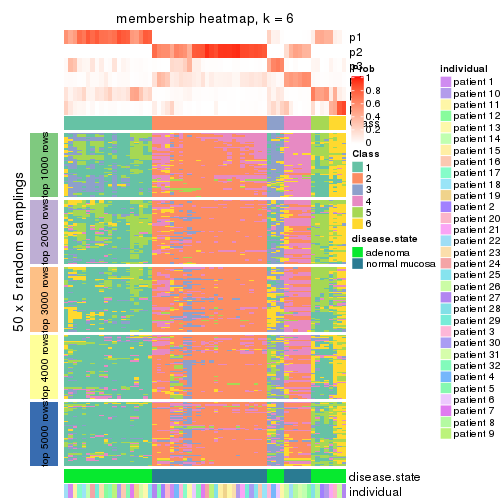 membership heatmap, k = 6
p1
p2
p3
Prob
1
0.8
0.6
0.4
0.2
0
Class
1
2
3
4
5
6
disease.state
adenoma
normal mucosa
Individual
patient 1
patient 10
patient 11
patient 12
patient 13
patient 14
patient 15
patient 16
patient 17
patient 18
patient 19
patient 2
patient 20
patient 21
patient 22
patient 23
patient 24
patient 25
patient 26
patient 27
patient 28
patient 29
patient 3
patient 30
patient 31
patient 32
patient 4
patient 5
patient 6
patient 7
patient 8
patient 9
50 x 5 random samplings
top 1000 rows
top 2000 rows
top 3000 rows
top 4000 rows
top 5000 rows
disease.state
individual